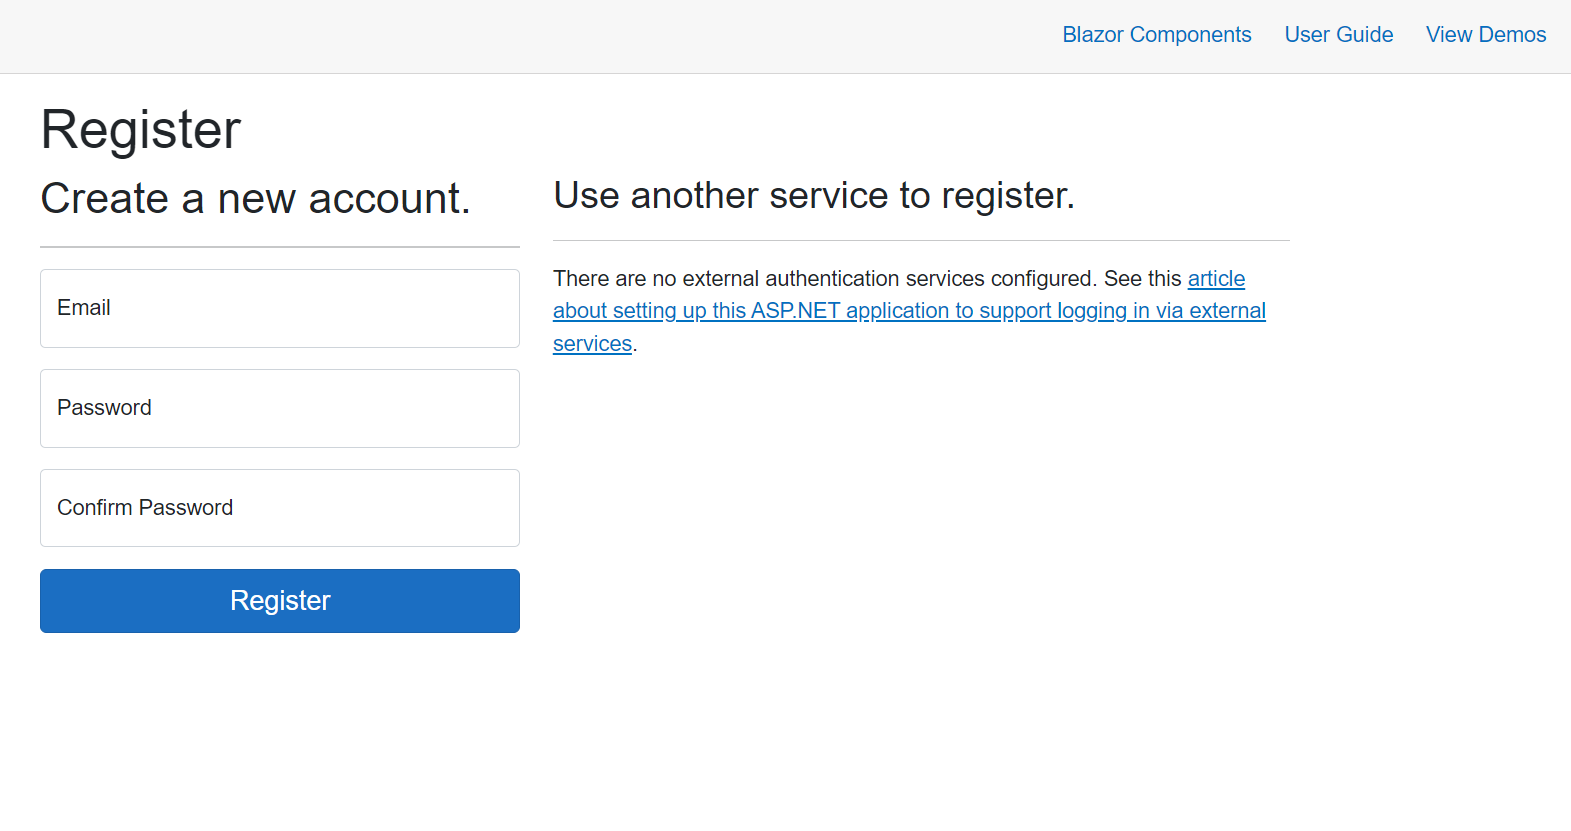 Blazor Components User Guide View Demos
Register
Create a new account.
Email
Password
Confirm Password
Register
Use another service to register.
There are no external authentication services configured. See this article
about setting up this ASP.NET application to support logging in via external
services.